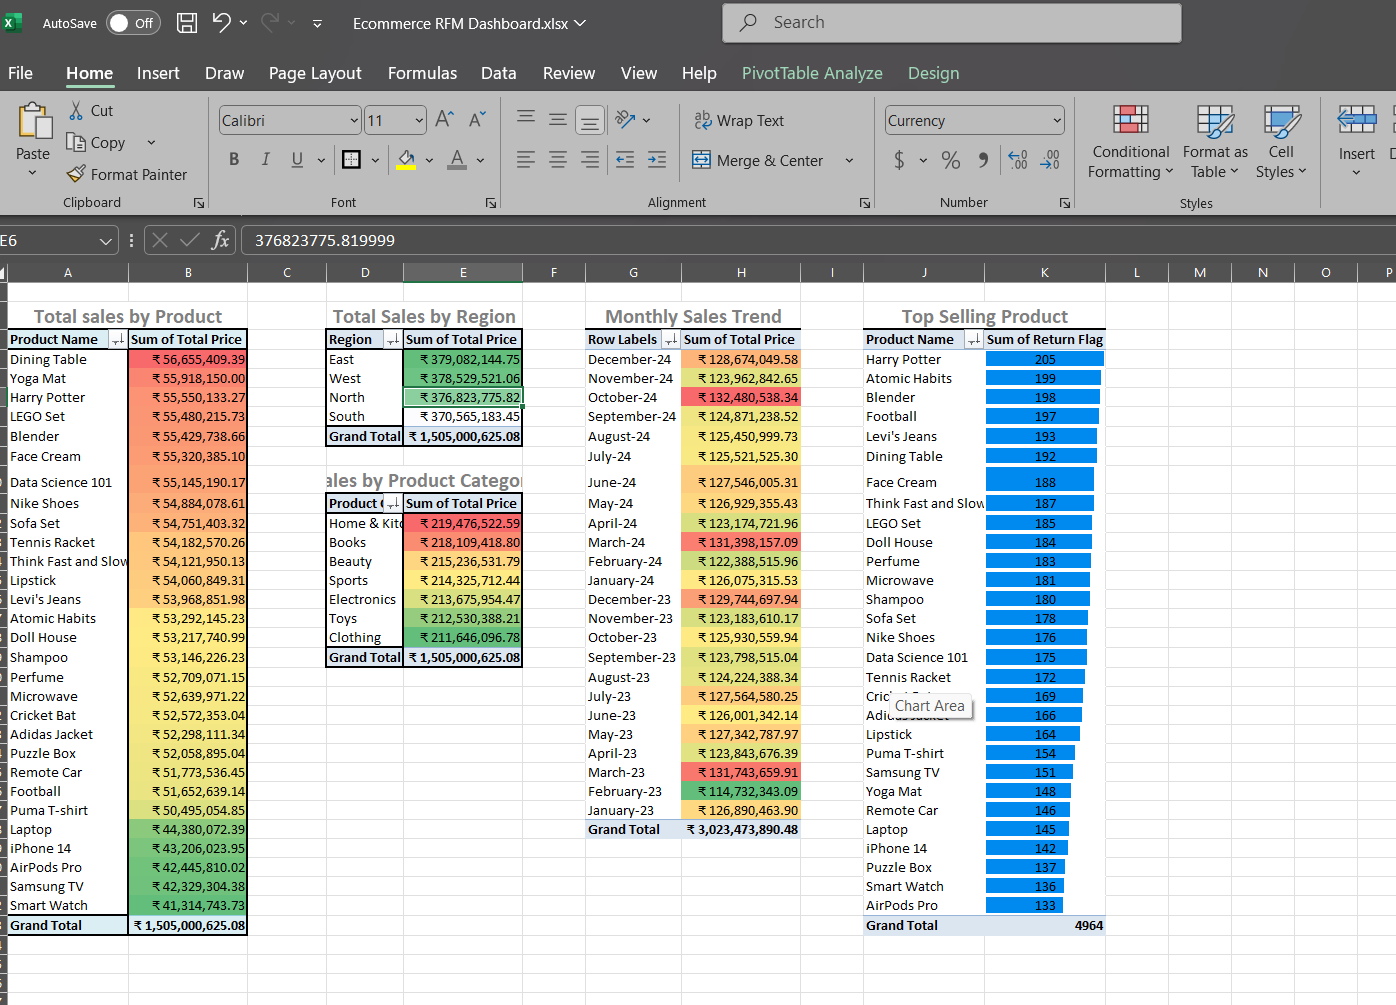 AutoSave Off Ecommerce RFM Dashboard.xlsx Search
File Home Insert Draw Page Layout Formulas Data Review View Help PivotTable Analyze Design
Paste Cut Copy Format Painter Clipboard
Calibri 11 B I U A Font
Wrap Text Merge & Center Alignment
Currency $ % Number
Conditional Formatting Format as Table Cell Styles Styles Insert
E6 fx 376823775.819999
A B C D E F G H I J K L M N O P
Total sales by Product
Product Name Sum of Total Price
Dining Table ₹ 56,655,409.39
Yoga Mat ₹ 55,918,150.00
Harry Potter ₹ 55,550,133.27
LEGO Set ₹ 55,480,215.73
Blender ₹ 55,429,738.66
Face Cream ₹ 55,320,385.10
Data Science 101 ₹ 55,145,190.17
Nike Shoes ₹ 54,884,078.61
Sofa Set ₹ 54,751,403.32
Tennis Racket ₹ 54,182,570.26
Think Fast and Slow ₹ 54,121,950.13
Lipstick ₹ 54,060,849.31
Levi's Jeans ₹ 53,968,851.98
Atomic Habits ₹ 53,292,145.23
Doll House ₹ 53,217,740.99
Shampoo ₹ 53,146,226.23
Perfume ₹ 52,709,071.15
Microwave ₹ 52,639,971.22
Cricket Bat ₹ 52,572,353.04
Adidas Jacket ₹ 52,298,111.34
Puzzle Box ₹ 52,058,895.04
Remote Car ₹ 51,773,536.45
Football ₹ 51,652,639.14
Puma T-shirt ₹ 50,495,054.85
Laptop ₹ 44,380,072.39
iPhone 14 ₹ 43,206,023.95
AirPods Pro ₹ 42,445,810.02
Samsung TV ₹ 42,329,304.38
Smart Watch ₹ 41,314,743.73
Grand Total ₹ 1,505,000,625.08
Total Sales by Region
Region Sum of Total Price
East ₹ 379,082,144.75
West ₹ 378,529,521.06
North ₹ 376,823,775.82
South ₹ 370,565,183.45
Grand Total ₹ 1,505,000,625.08
ales by Product Catego
Product Sum of Total Price
Home & Kitc ₹ 219,476,522.59
Books ₹ 218,109,418.80
Beauty ₹ 215,236,531.79
Sports ₹ 214,325,712.44
Electronics ₹ 213,675,954.47
Toys ₹ 212,530,388.21
Clothing ₹ 211,646,096.78
Grand Total ₹ 1,505,000,625.08
Monthly Sales Trend
Row Labels Sum of Total Price
December-24 ₹ 128,674,049.58
November-24 ₹ 123,962,842.65
October-24 ₹ 132,480,538.34
September-24 ₹ 124,871,238.52
August-24 ₹ 125,450,999.73
July-24 ₹ 125,521,525.30
June-24 ₹ 127,546,005.31
May-24 ₹ 126,929,355.43
April-24 ₹ 123,174,721.96
March-24 ₹ 131,398,157.09
February-24 ₹ 122,388,515.96
January-24 ₹ 126,075,315.53
December-23 ₹ 129,744,697.94
November-23 ₹ 123,183,610.17
October-23 ₹ 125,930,559.94
September-23 ₹ 123,798,515.04
August-23 ₹ 124,224,388.34
July-23 ₹ 127,564,580.25
June-23 ₹ 126,001,342.14
May-23 ₹ 127,342,787.97
April-23 ₹ 123,843,676.39
March-23 ₹ 131,743,659.91
February-23 ₹ 114,732,343.09
January-23 ₹ 126,890,463.90
Grand Total ₹ 3,023,473,890.48
Top Selling Product
Product Name Sum of Return Flag
Harry Potter 205
Atomic Habits 199
Blender 198
Football 197
Levi's Jeans 193
Dining Table 192
Face Cream 188
Think Fast and Slow 187
LEGO Set 185
Doll House 184
Perfume 183
Microwave 181
Shampoo 180
Sofa Set 178
Nike Shoes 176
Data Science 101 175
Tennis Racket 172
169
Chart Area
166
Lipstick 164
Puma T-shirt 154
Samsung TV 151
Yoga Mat 148
Remote Car 146
Laptop 145
iPhone 14 142
Puzzle Box 137
Smart Watch 136
AirPods Pro 133
Grand Total 4964